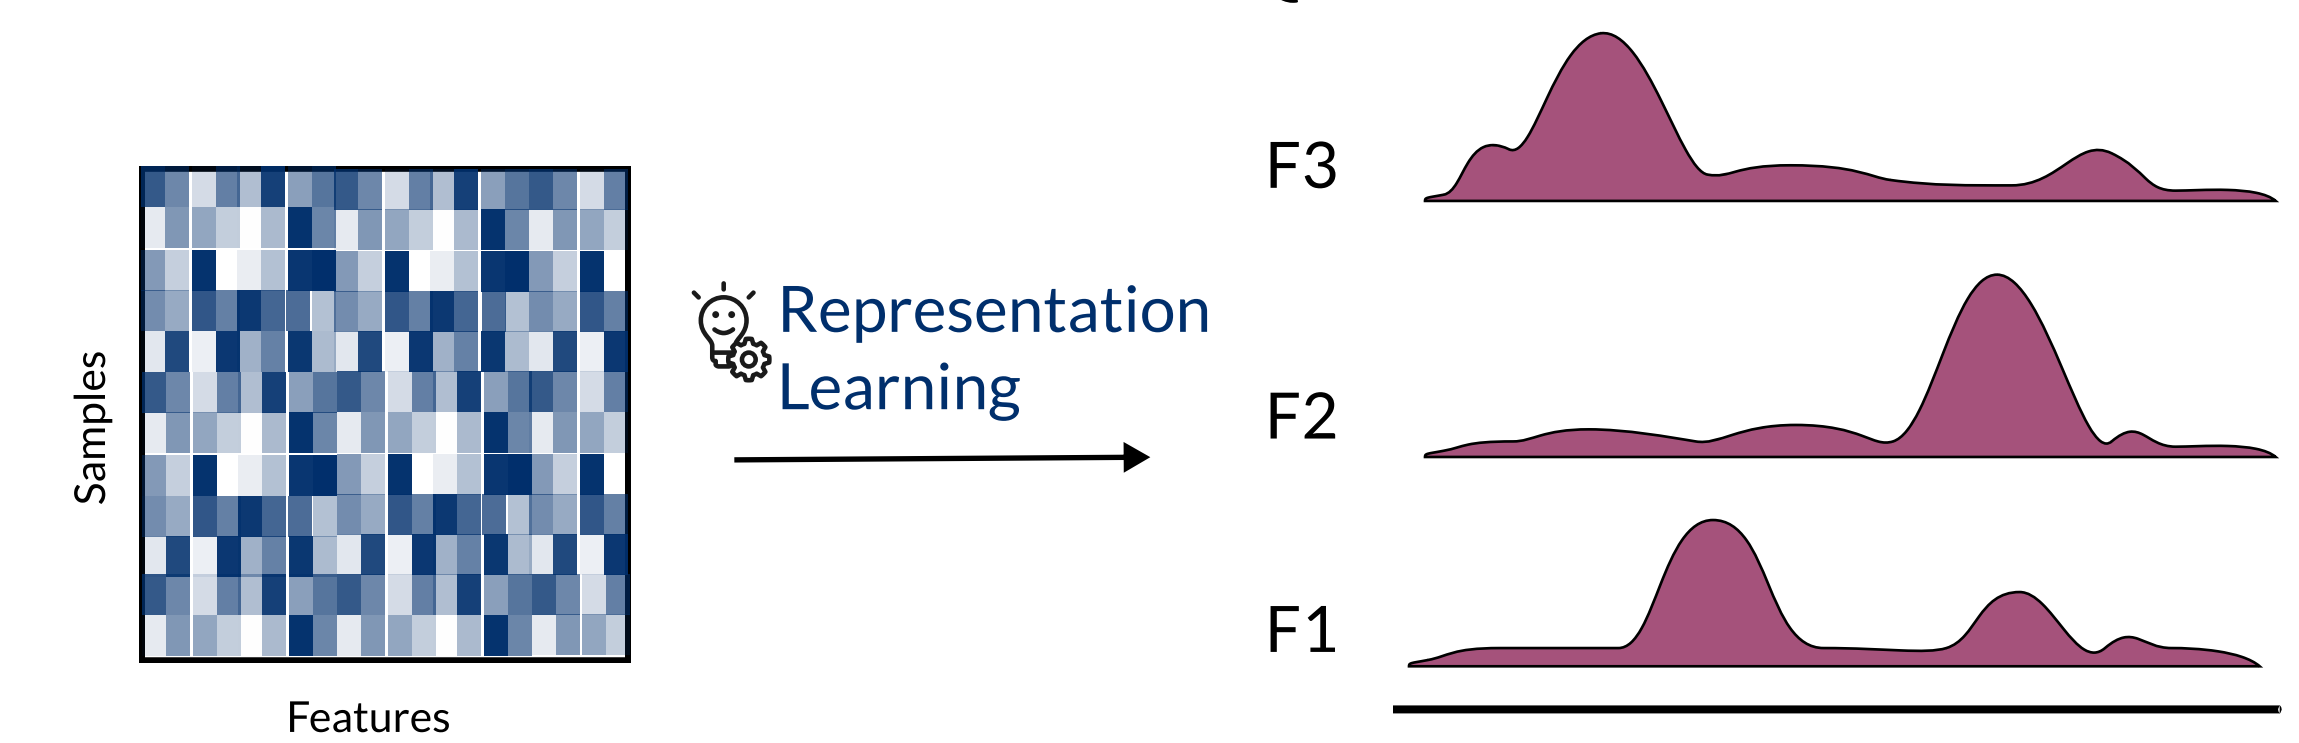 Samples
Features
Representation
Learning
F3
F2
F1